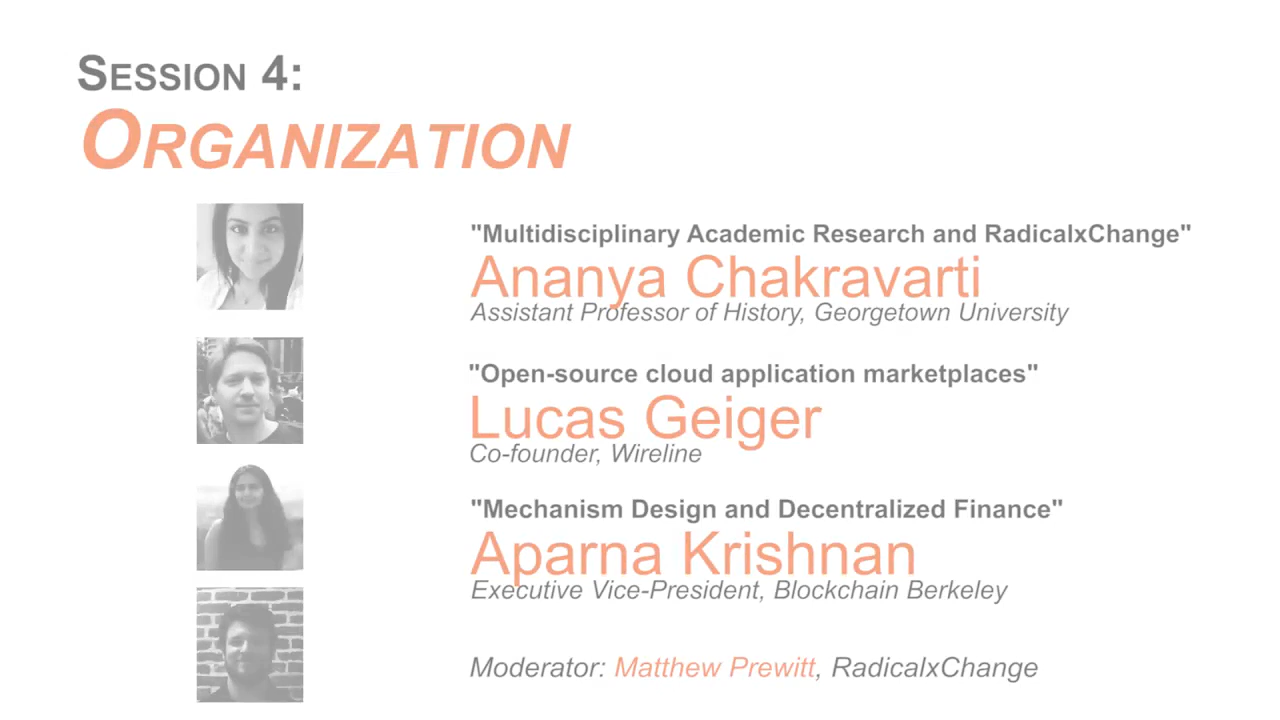 SESSION 4:
ORGANIZATION
"Multidisciplinary Academic Research and RadicalxChange"
Ananya Chakravarti
Assistant Professor of History, Georgetown University
"Open-source cloud application marketplaces"
Lucas Geiger
Co-founder, Wireline
"Mechanism Design and Decentralized Finance"
Aparna Krishnan
Executive Vice-President, Blockchain Berkeley
Moderator: Matthew Prewitt, RadicalxChange